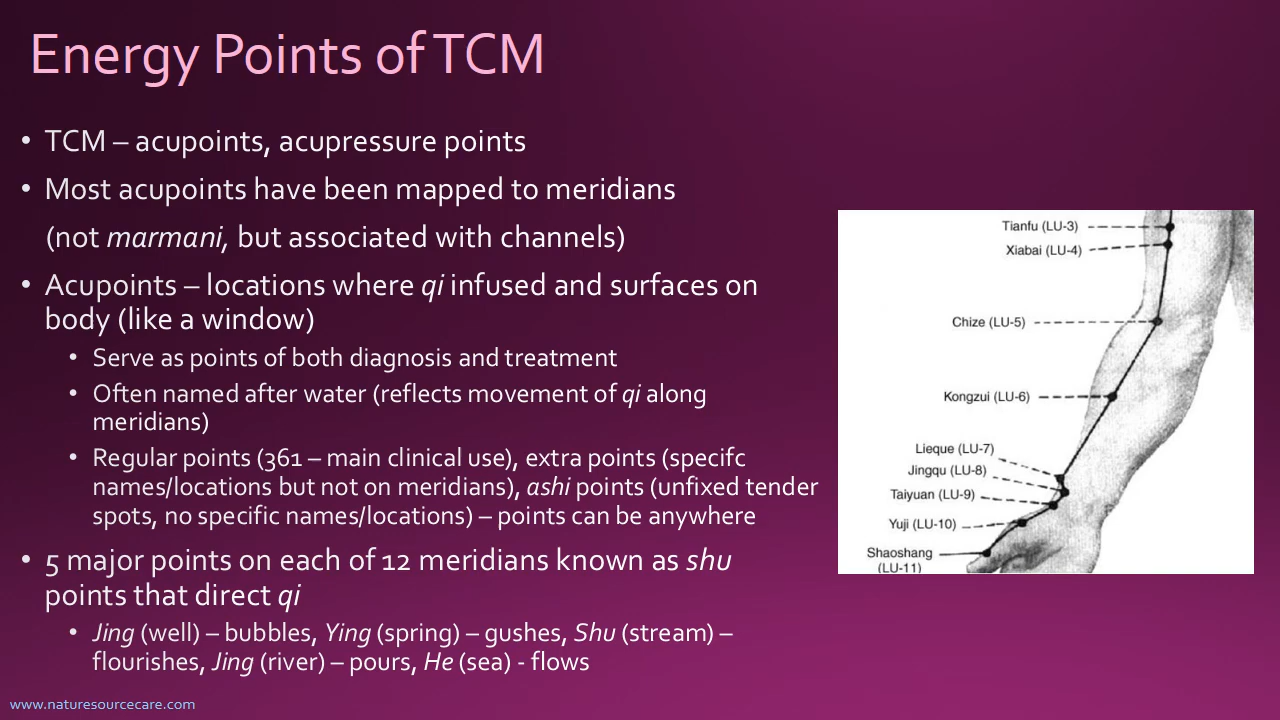 Energy Points of TCM
• TCM – acupoints, acupressure points
• Most acupoints have been mapped to meridians
(not marmani, but associated with channels)
• Acupoints – locations where qi infused and surfaces on
body (like a window)
• Serve as points of both diagnosis and treatment
• Often named after water (reflects movement of qi along
meridians)
• Regular points (361 – main clinical use), extra points (specifc
names/locations but not on meridians), ashi points (unfixed tender
spots, no specific names/locations) – points can be anywhere
• 5 major points on each of 12 meridians known as shu
points that direct qi
• Jing (well) – bubbles, Ying (spring) – gushes, Shu (stream) –
flourishes, Jing (river) – pours, He (sea) - flows
Tianfu (LU-3)
Xiabai (LU-4)
Chize (LU-5)
Kongzui (LU-6)
Lieque (LU-7)
Jingqu (LU-8)
Taiyuan (LU-9)
Yuji (LU-10)
Shaoshang
(LU-11)
www.naturesourcecare.com